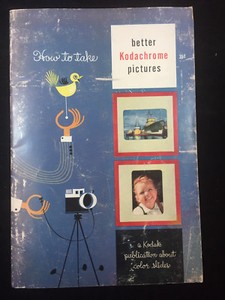 How to take
better
Kodachrome
pictures
a Kodak
publication about
color slides